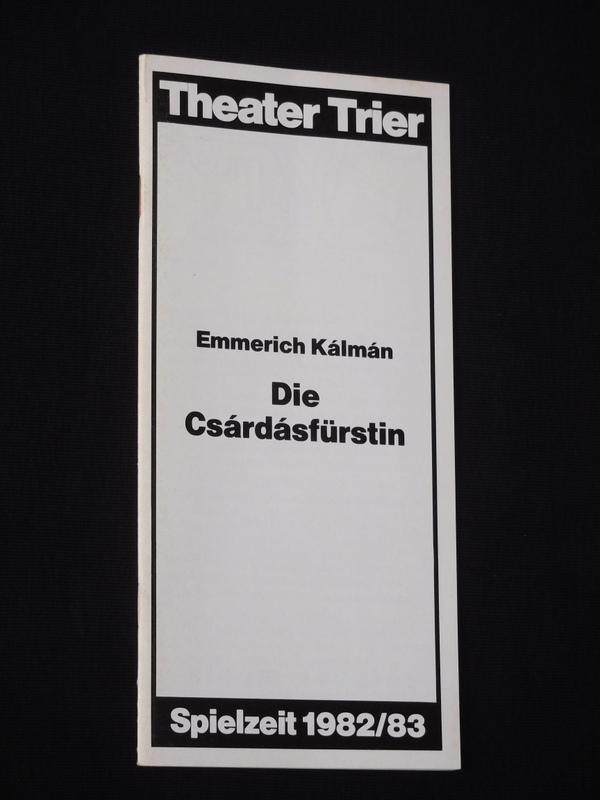 Theater Trier
Emmerich Kálmán
Die
Csárdásfürstin
Spielzeit 1982/83